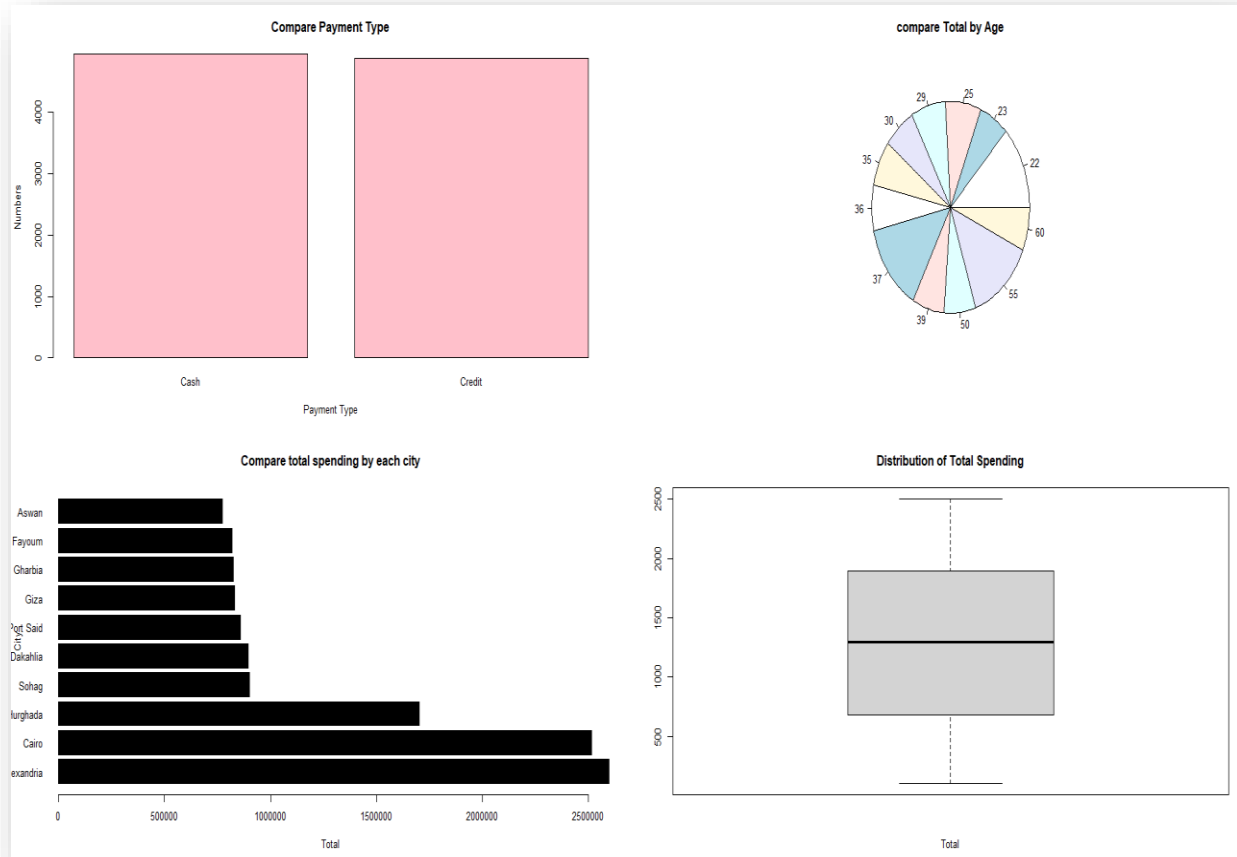 Compare Payment Type
Numbers
4000
3000
2000
1000
0
Cash Credit
Payment Type
compare Total by Age
25
29
23
30
22
35
36
60
37
55
39
50
Compare total spending by each city
City
Aswan
Fayoum
Gharbia
Giza
Port Said
Dakahlia
Sohag
Hurghada
Cairo
exandria
0 500000 1000000 1500000 2000000 2500000
Total
Distribution of Total Spending
2500
2000
1500
1000
500
Total